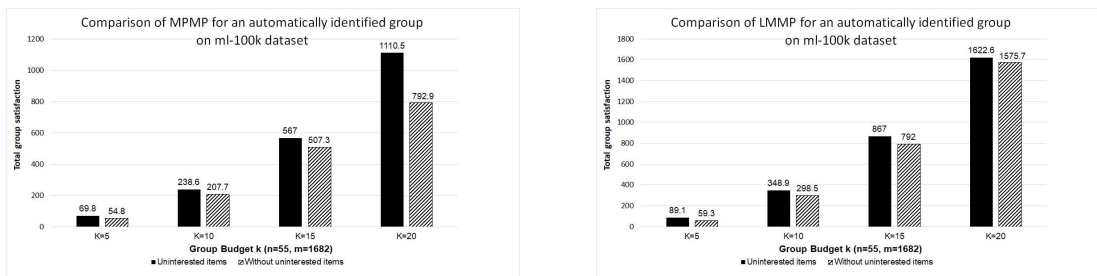 Comparison of MPMP for an automatically identified group
on ml-100k dataset
Total group satisfaction
1200
1000
800
600
400
200
0
69.8
54.8
238.6
207.7
567
507.3
1110.5
792.9
K=5
K=10
K=15
K=20
Group Budget k (n=55, m=1682)
Uninterested items
Without uninterested items
Comparison of LMMP for an automatically identified group
on ml-100k dataset
Total group satisfaction
1800
1600
1400
1200
1000
800
600
400
200
0
89.1
59.3
348.9
298.5
867
792
1622.6
1575.7
K=5
K=10
K=15
K=20
Group Budget k (n=55, m=1682)
Uninterested items
Without uninterested items